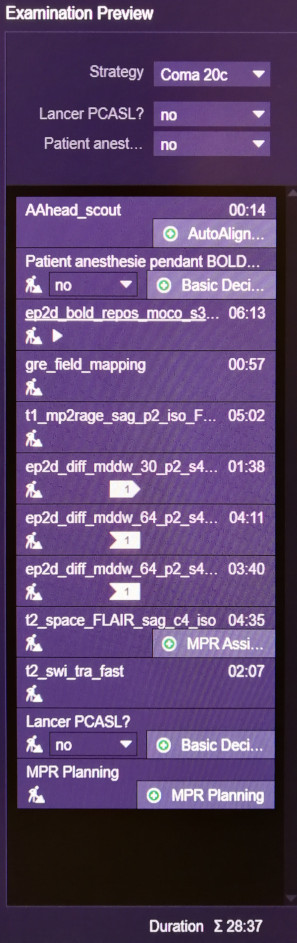 Examination Preview
Strategy Coma 20c
Lancer PCASL? no
Patient anest... no
AAhead_scout 00:14
AutoAlign...
Patient anesthesie pendant BOLD...
no Basic Deci...
ep2d_bold_repos_moco_s3... 06:13
gre_field_mapping 00:57
t1_mp2rage_sag_p2_iso_F... 05:02
ep2d_diff_mddw_30_p2_s4... 01:38
1
ep2d_diff_mddw_64_p2_s4... 04:11
1
ep2d_diff_mddw_64_p2_s4... 03:40
1
t2_space_FLAIR_sag_c4_iso 04:35
MPR Assi...
t2_swi_tra_fast 02:07
Lancer PCASL?
no Basic Deci...
MPR Planning
MPR Planning
Duration Σ 28:37